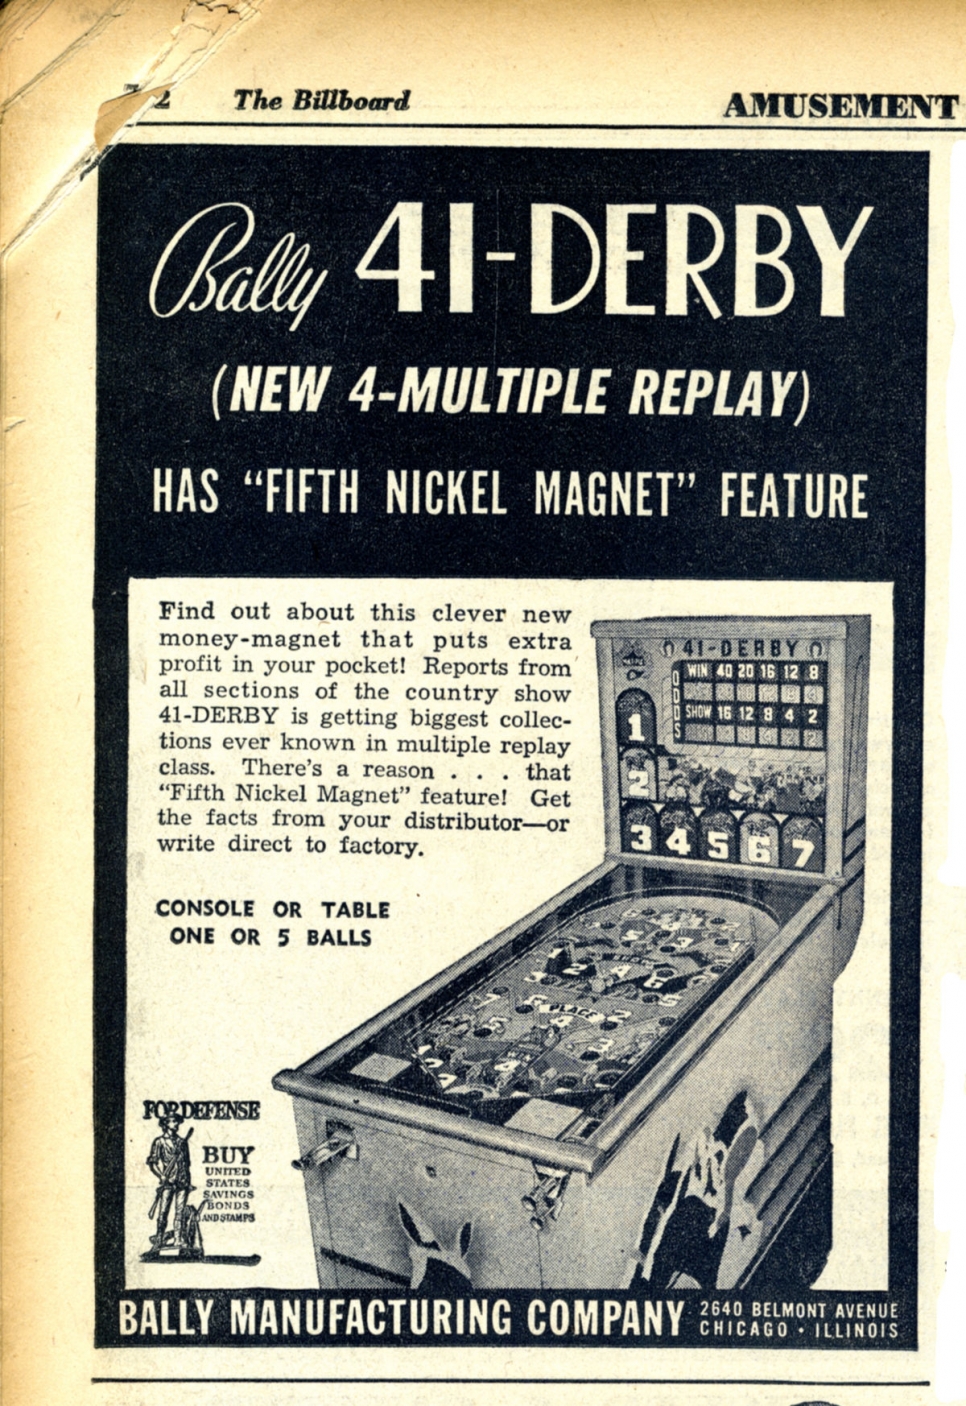 2 The Billboard AMUSEMENT
Bally 41-DERBY
(NEW 4-MULTIPLE REPLAY)
HAS “FIFTH NICKEL MAGNET” FEATURE
Find out about this clever new
money-magnet that puts extra
profit in your pocket! Reports from
all sections of the country show
41-DERBY is getting biggest collec-
tions ever known in multiple replay
class. There's a reason . . . that
“Fifth Nickel Magnet” feature! Get
the facts from your distributor—or
write direct to factory.
41-DERBY
ODDS
WIN 40 20 16 12 8
SHOW 16 12 8 4 2
1
2
3 4 5 6 7
CONSOLE OR TABLE
ONE OR 5 BALLS
PLACE
FOR DEFENSE
BUY
UNITED
STATES
SAVINGS
BONDS
AND STAMPS
BALLY MANUFACTURING COMPANY
2640 BELMONT AVENUE
CHICAGO • ILLINOIS